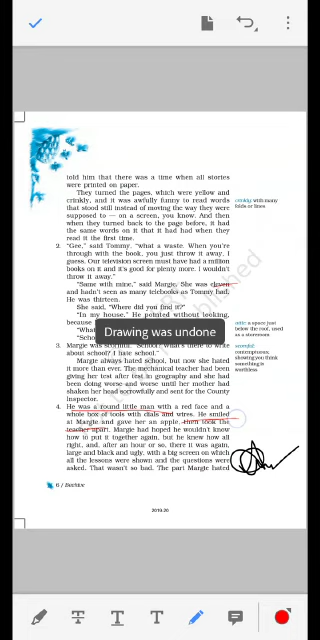 told him that there was a time when all stories
were printed on paper.
They turned the pages, which were yellow and
crinkly, and it was awfully funny to read words
that stood still instead of moving the way they were
supposed to — on a screen, you know. And then
when they turned back to the page before, it had
the same words on it that it had had when they
read it the first time.
crinkly: with many
folds or lines
2. "Gee," said Tommy, "what a waste. When you're
through with the book, you just throw it away, I
guess. Our television screen must have had a million
books on it and it's good for plenty more. I wouldn't
throw it away."
"Same with mine," said Margie. She was eleven
and hadn't seen as many telebooks as Tommy had.
He was thirteen.
She said, "Where did you find it?"
"In my house." He pointed without looking,
because
"What
"Scho
Drawing was undone
attic: a space just
below the roof, used
as a storeroom
3. Margie was scornful. "School? What's there to write
about school? I hate school."
scornful:
contemptuous;
showing you think
something is
worthless
Margie always hated school, but now she hated
it more than ever. The mechanical teacher had been
giving her test after test in geography and she had
been doing worse and worse until her mother had
shaken her head sorrowfully and sent for the County
Inspector.
4. He was a round little man with a red face and a
whole box of tools with dials and wires. He smiled
at Margie and gave her an apple, then took the
teacher apart. Margie had hoped he wouldn't know
how to put it together again, but he knew how all
right, and, after an hour or so, there it was again,
large and black and ugly, with a big screen on which
all the lessons were shown and the questions were
asked. That wasn't so bad. The part Margie hated
6 / Beehive
2019-20